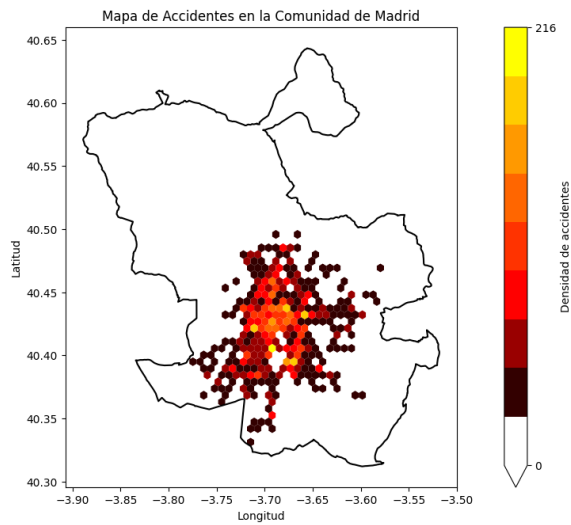 Mapa de Accidentes en la Comunidad de Madrid
40.65
40.60
40.55
40.50
40.45
40.40
40.35
40.30
Latitud
−3.90 −3.85 −3.80 −3.75 −3.70 −3.65 −3.60 −3.55 −3.50
Longitud
216
0
Densidad de accidentes